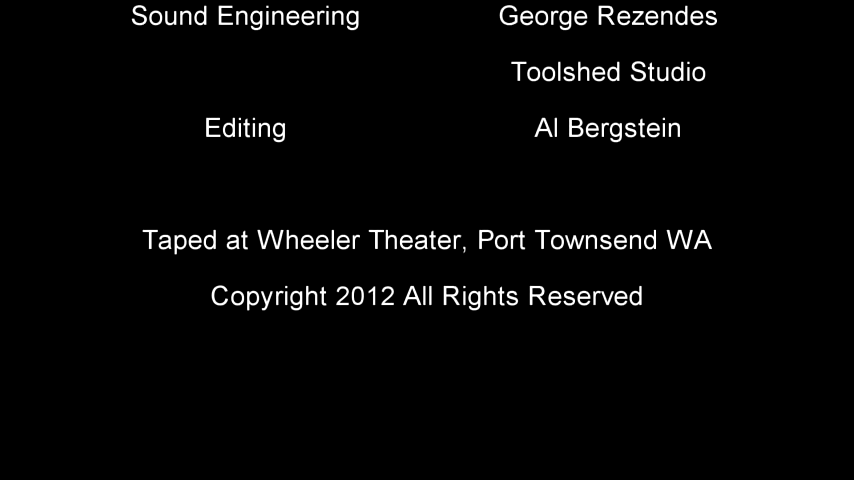 Sound Engineering George Rezendes
Toolshed Studio
Editing Al Bergstein
Taped at Wheeler Theater, Port Townsend WA
Copyright 2012 All Rights Reserved